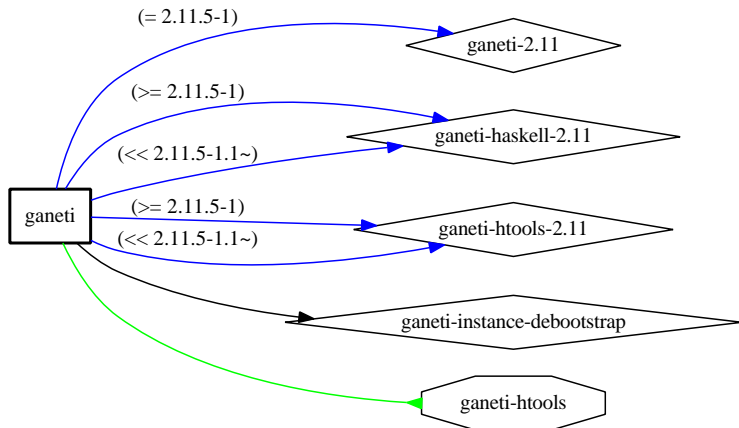 (= 2.11.5-1)
ganeti-2.11
(>= 2.11.5-1)
ganeti-haskell-2.11
(<< 2.11.5-1.1~)
ganeti
(>= 2.11.5-1)
ganeti-htools-2.11
(<< 2.11.5-1.1~)
ganeti-instance-debootstrap
ganeti-htools